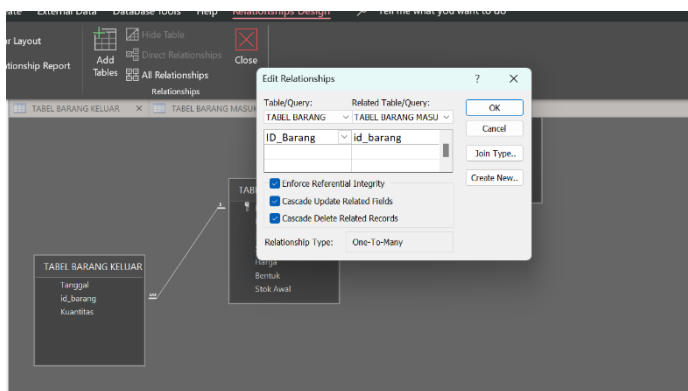 ate External Data Database Tools Help Relationships Design Tell me what you want to do
r Layout
tionship Report
Add
Tables
Hide Table
Direct Relationships
All Relationships
Close
Relationships
TABEL BARANG KELUAR × TABEL BARANG MASUK
Edit Relationships ? ×
Table/Query: Related Table/Query:
TABEL BARANG TABEL BARANG MASU
ID_Barang id_barang
OK
Cancel
Join Type..
Create New..
Enforce Referential Integrity
Cascade Update Related Fields
Cascade Delete Related Records
Relationship Type: One-To-Many
TAB
Harga
Bentuk
Stok Awal
TABEL BARANG KELUAR
Tanggal
id_barang
Kuantitas